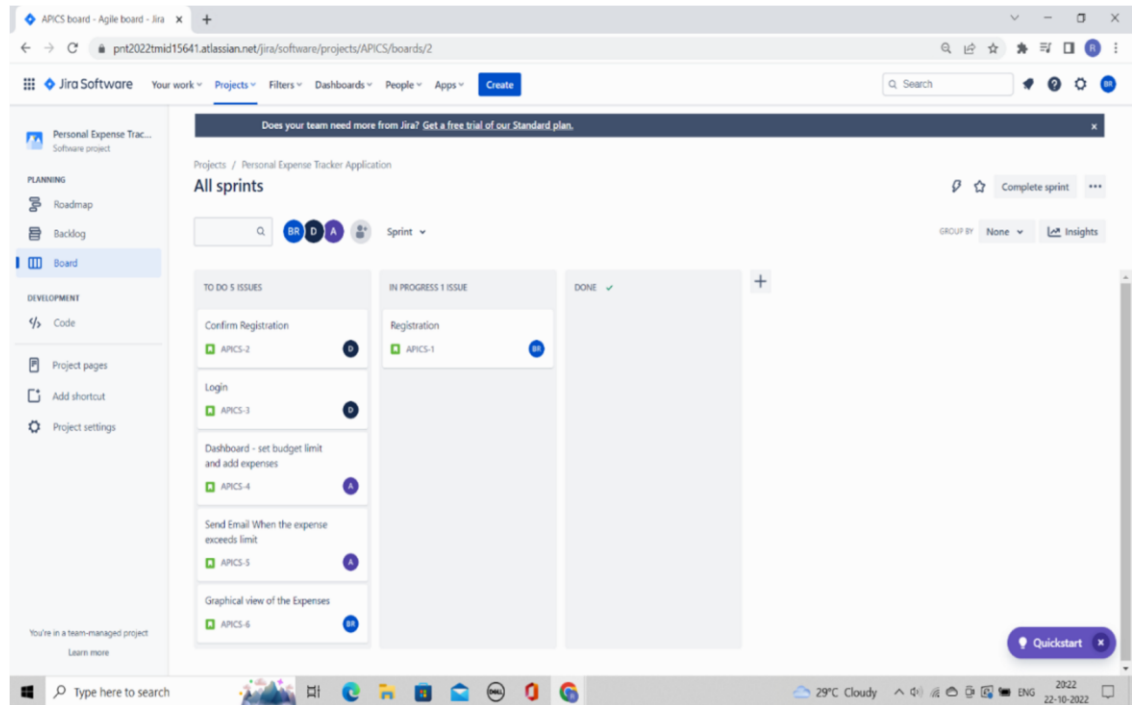 APICS board - Agile board - Jira
pnt2022tmid15641.atlassian.net/jira/software/projects/APICS/boards/2
R
Jira Software Your work Projects Filters Dashboards People Apps Create Search BR
Does your team need more from Jira? Get a free trial of our Standard plan.
Personal Expense Trac...
Software project
PLANNING
Roadmap
Backlog
Board
DEVELOPMENT
Code
Project pages
Add shortcut
Project settings
You're in a team-managed project
Learn more
Projects / Personal Expense Tracker Application
All sprints
Complete sprint
BR D A Sprint
GROUP BY None Insights
TO DO 5 ISSUES
Confirm Registration
APICS-2 D
Login
APICS-3 D
Dashboard - set budget limit
and add expenses
APICS-4 A
Send Email When the expense
exceeds limit
APICS-5 A
Graphical view of the Expenses
APICS-6 BR
IN PROGRESS 1 ISSUE
Registration
APICS-1 BR
DONE
Quickstart
Type here to search
DELL
29°C Cloudy
ENG
20:22
22-10-2022